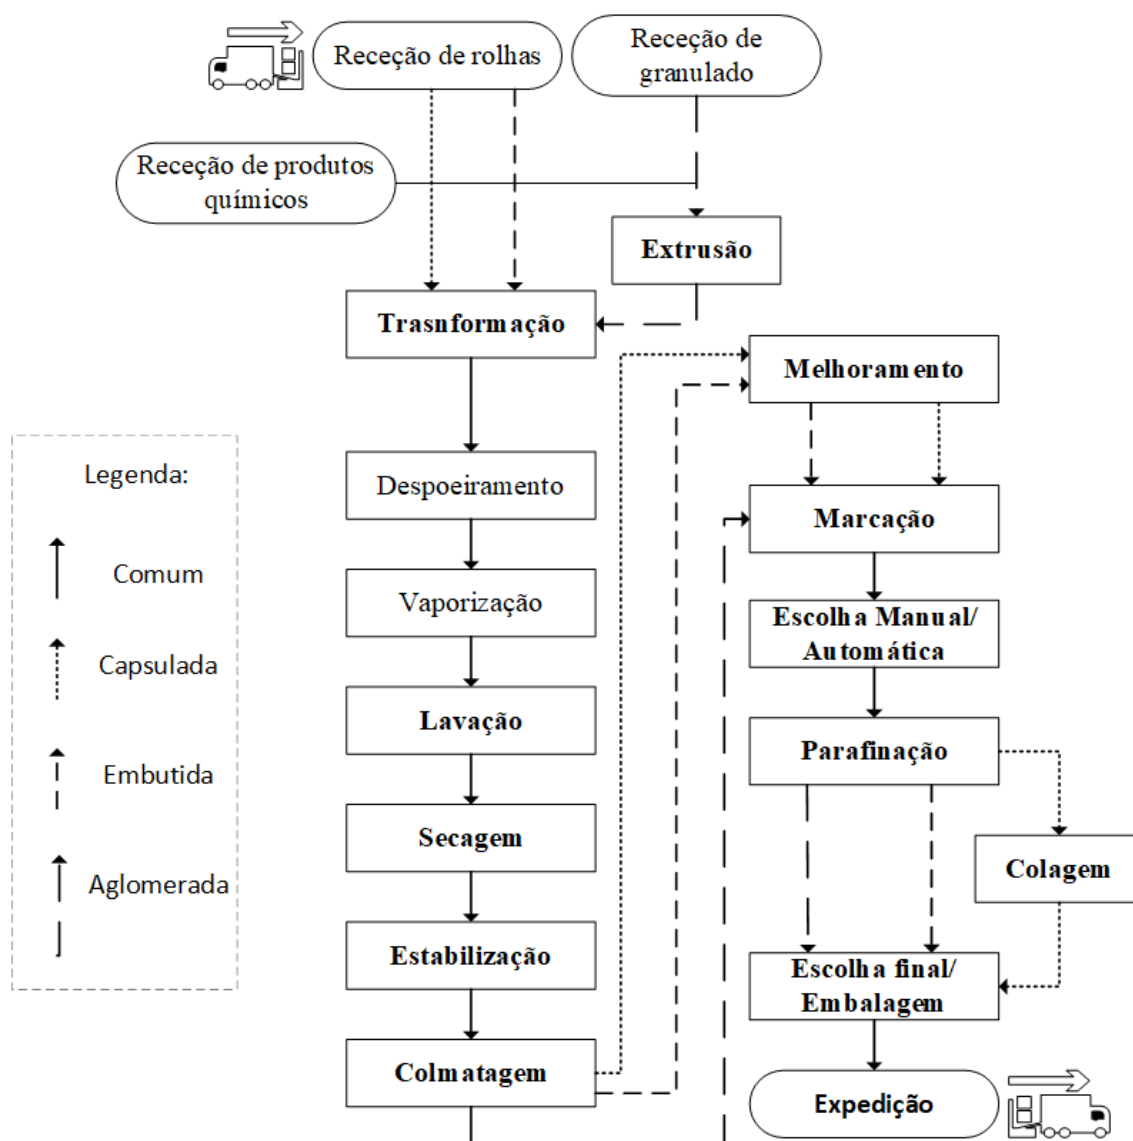 Receção de rolhas
Receção de
granulado
Receção de produtos
químicos
Extrusão
Trasnformação
Melhoramento
Legenda:
Comum
Capsulada
Embutida
Aglomerada
Despoeiramento
Vaporização
Lavação
Secagem
Estabilização
Colmatagem
Marcação
Escolha Manual/
Automática
Parafinação
Colagem
Escolha final/
Embalagem
Expedição